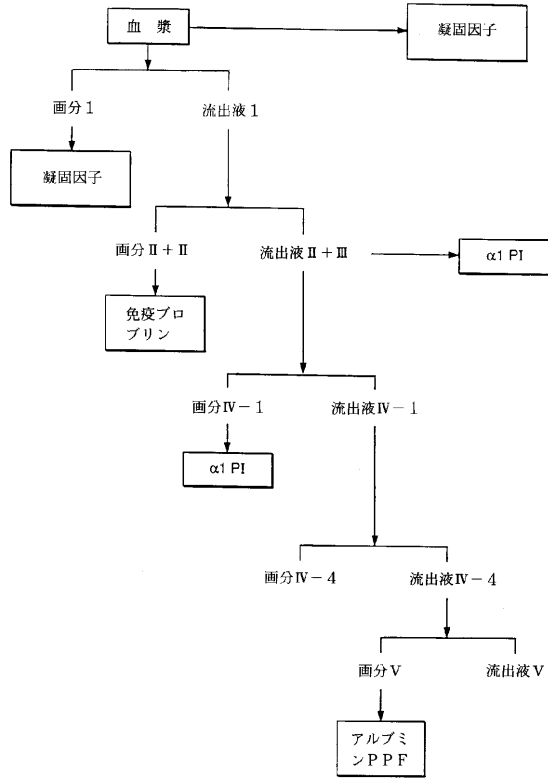 血 漿
凝固因子
画分1
流出液1
凝固因子
画分Ⅱ+Ⅱ
流出液Ⅱ+Ⅲ
α1 PI
免疫ブロ
ブリン
画分Ⅳ-1
流出液Ⅳ-1
α1 PI
画分Ⅳ-4
流出液Ⅳ-4
画分Ⅴ
流出液Ⅴ
アルブミ
ンPPF